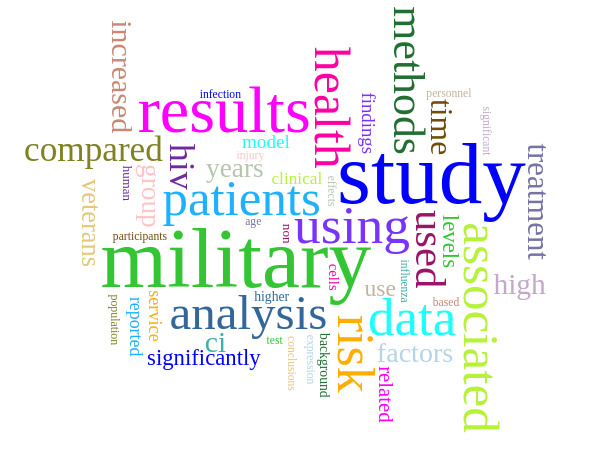 increased
methods
infection
personnel
results
health
findings
time
significant
compared
model
hiv
injury
study
treatment
years
human
group
clinical
effects
veterans
patients
age
using
used
levels
associated
participants
non
military
cells
influenza
high
use
higher
population
reported
service
analysis
data
based
risk
ci
test
significantly
conclusions
expression
background
factors
related